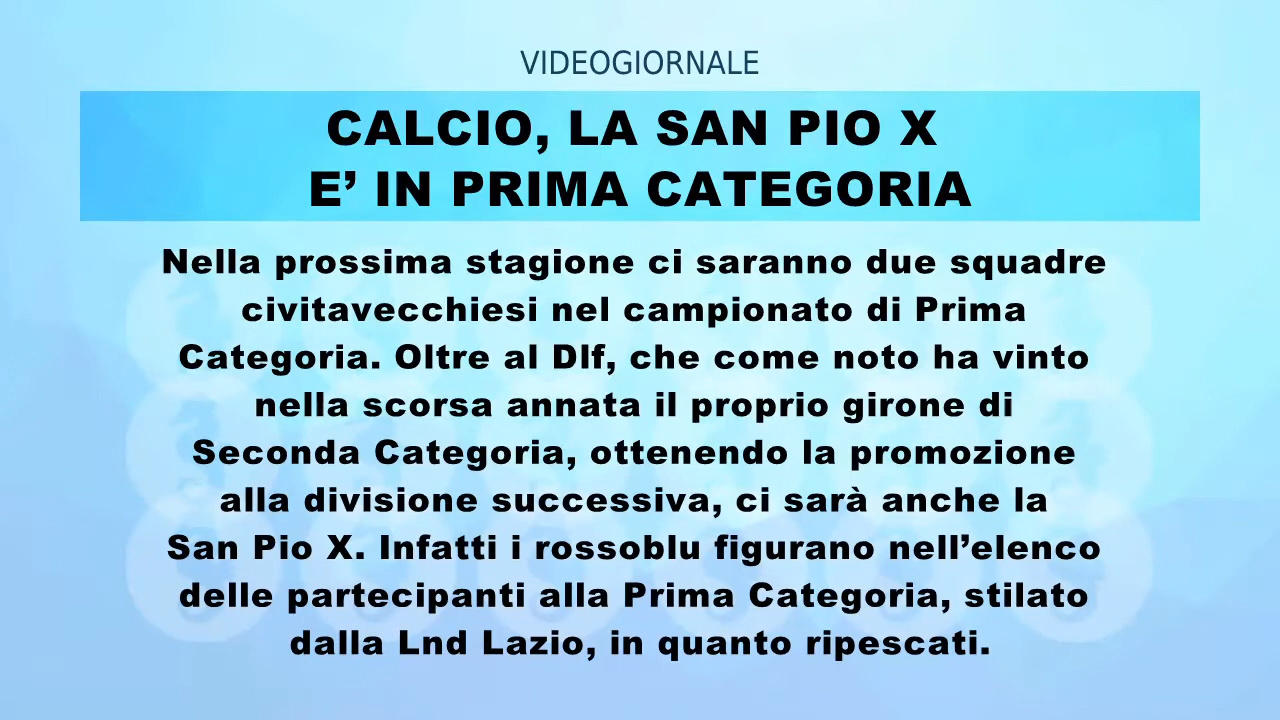 VIDEOGIORNALE
CALCIO, LA SAN PIO X
E’ IN PRIMA CATEGORIA
Nella prossima stagione ci saranno due squadre
civitavecchiesi nel campionato di Prima
Categoria. Oltre al Dlf, che come noto ha vinto
nella scorsa annata il proprio girone di
Seconda Categoria, ottenendo la promozione
alla divisione successiva, ci sarà anche la
San Pio X. Infatti i rossoblu figurano nell’elenco
delle partecipanti alla Prima Categoria, stilato
dalla Lnd Lazio, in quanto ripescati.